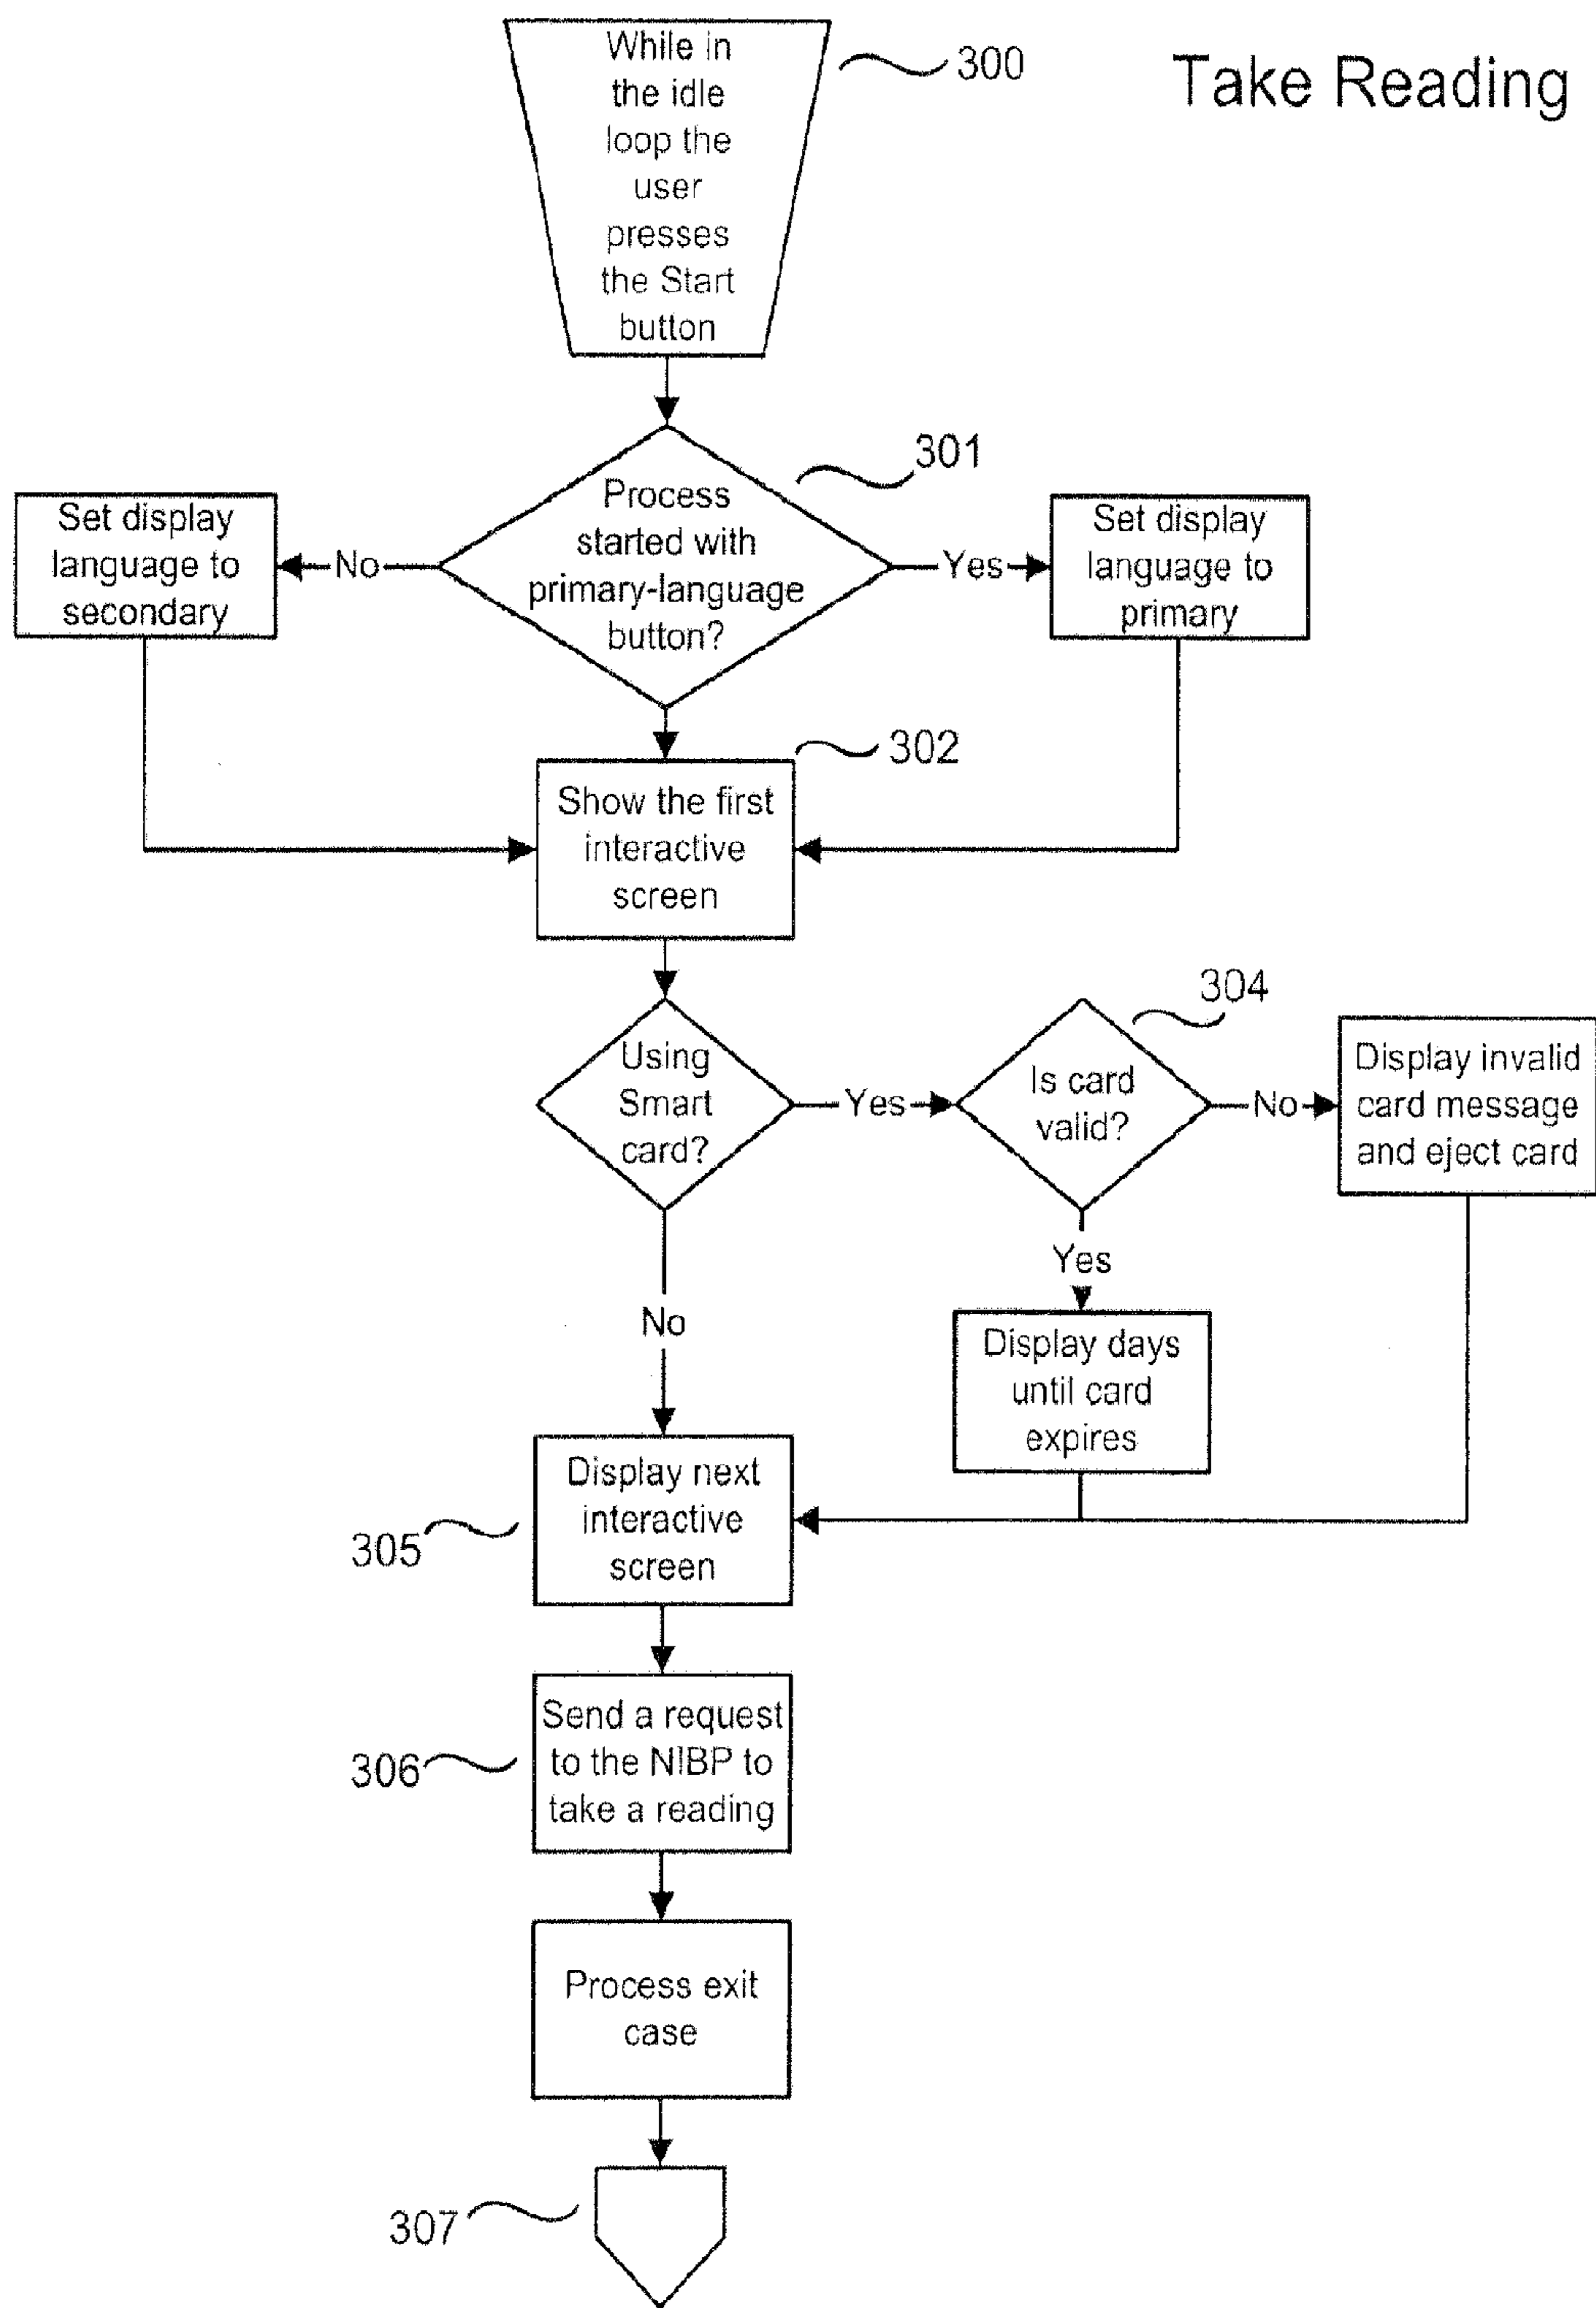 Take Reading
While in
the idle
loop the
user
presses
the Start
button
300
301
Process
started with
primary-language
button?
No
Yes
Set display
language to
secondary
Set display
language to
primary
302
Show the first
interactive
screen
Using
Smart
card?
Yes
304
Is card
valid?
No
Display invalid
card message
and eject card
Yes
Display days
until card
expires
No
Display next
interactive
screen
305
Send a request
to the NIBP to
take a reading
306
Process exit
case
307